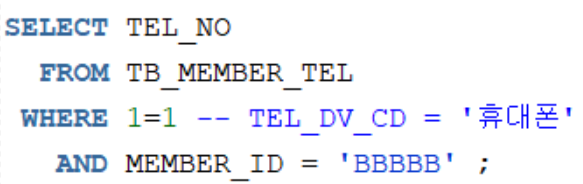 SELECT TEL_NO
FROM TB_MEMBER_TEL
WHERE 1=1 -- TEL_DV_CD = '휴대폰'
AND MEMBER_ID = 'BBBBB' ;